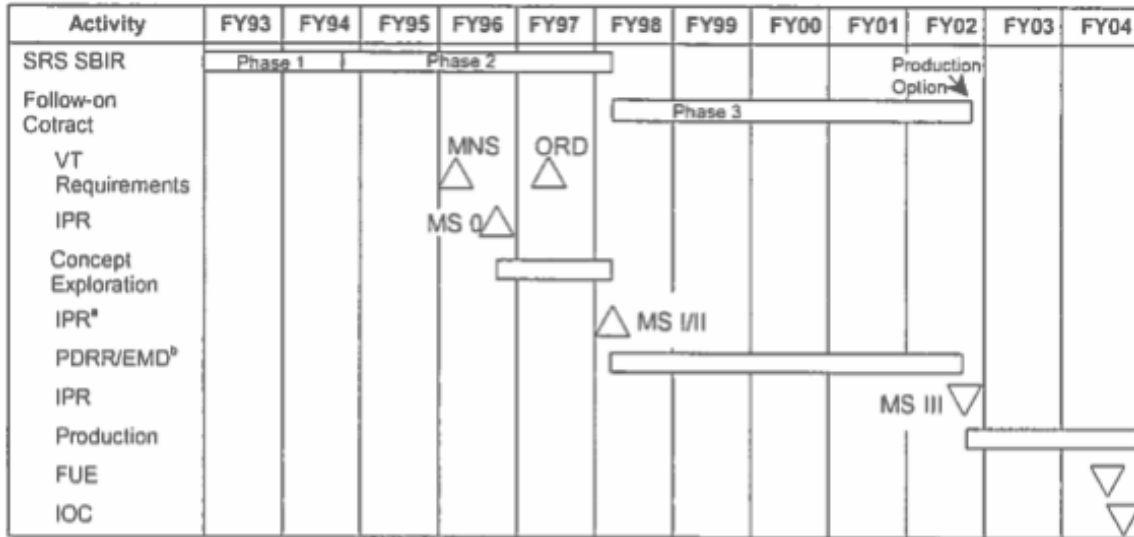 Activity FY93 FY94 FY95 FY96 FY97 FY98 FY99 FY00 FY01 FY02 FY03 FY04
SRS SBIR Phase 1 Phase 2
Production
Option
Follow-on
Cotract
Phase 3
MNS ORD
VT
Requirements
IPR MS 0
Concept
Exploration
IPRª MS I/II
PDRR/EMDᵇ
IPR MS III
Production
FUE
IOC